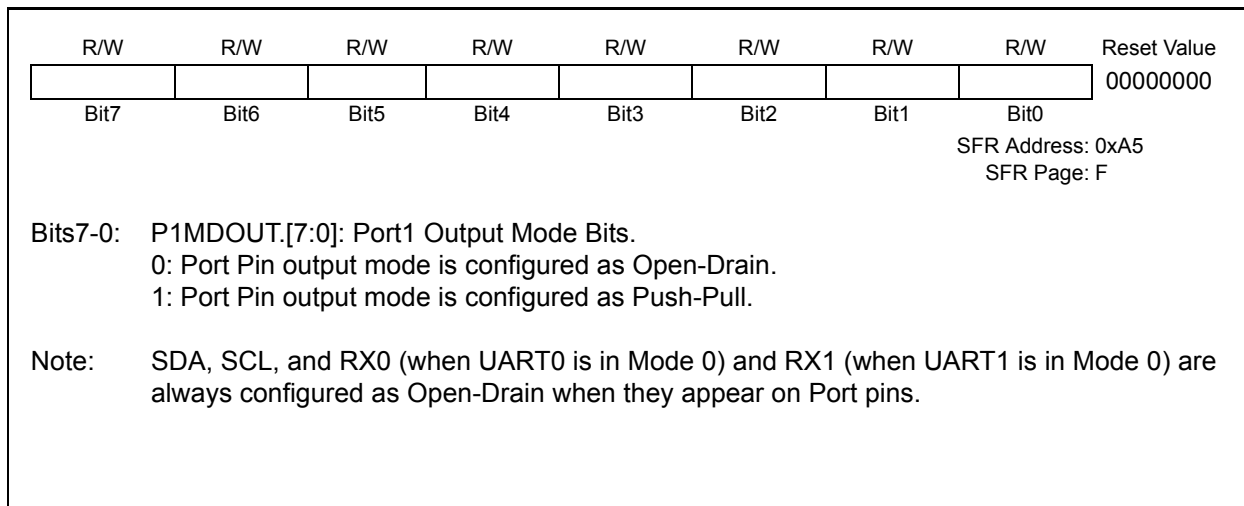 R/W R/W R/W R/W R/W R/W R/W R/W Reset Value
00000000
Bit7 Bit6 Bit5 Bit4 Bit3 Bit2 Bit1 Bit0
SFR Address: 0xA5
SFR Page: F
Bits7-0: P1MDOUT.[7:0]: Port1 Output Mode Bits.
0: Port Pin output mode is configured as Open-Drain.
1: Port Pin output mode is configured as Push-Pull.
Note: SDA, SCL, and RX0 (when UART0 is in Mode 0) and RX1 (when UART1 is in Mode 0) are
always configured as Open-Drain when they appear on Port pins.